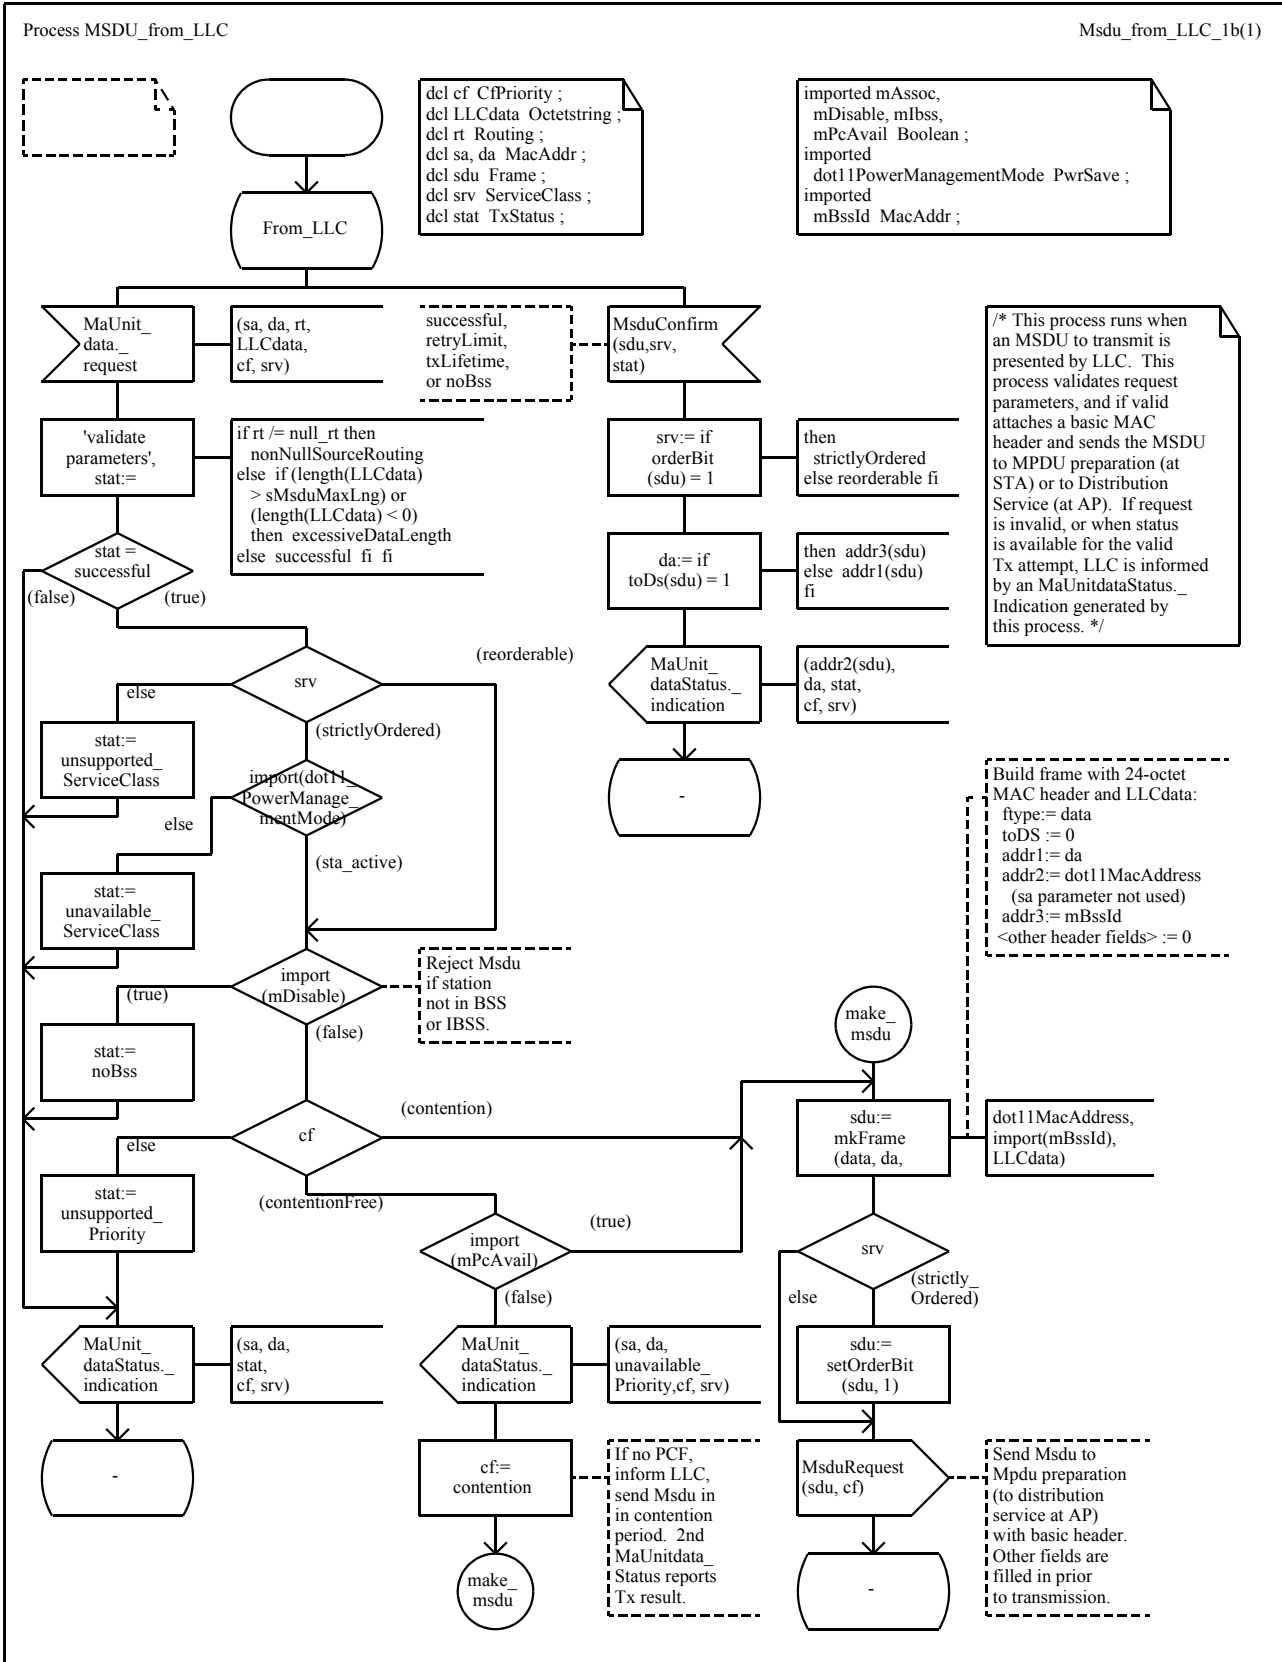 Process MSDU_from_LLC
Msdu_from_LLC_1b(1)
dcl cf  CfPriority ;
dcl LLCdata  Octetstring ;
dcl rt  Routing ;
dcl sa, da  MacAddr ;
dcl sdu  Frame ;
dcl srv  ServiceClass ;
dcl stat  TxStatus ;
imported mAssoc,
mDisable, mIbss,
mPcAvail  Boolean ;
imported
dot11PowerManagementMode  PwrSave ;
imported
mBssId  MacAddr ;
From_LLC
MaUnit_
data._
request
(sa, da, rt,
LLCdata,
cf, srv)
successful,
retryLimit,
txLifetime,
or noBss
MsduConfirm
(sdu,srv,
stat)
/* This process runs when
an MSDU to transmit is
presented by LLC.  This
process validates request
parameters, and if valid
attaches a basic MAC
header and sends the MSDU
to MPDU preparation (at
STA) or to Distribution
Service (at AP).  If request
is invalid, or when status
is available for the valid
Tx attempt, LLC is informed
by an MaUnitdataStatus._
Indication generated by
this process. */
'validate
parameters',
stat:=
if rt /= null_rt then
nonNullSourceRouting
else  if (length(LLCdata)
> sMsduMaxLng) or
(length(LLCdata) < 0)
then  excessiveDataLength
else  successful  fi  fi
srv:= if
orderBit
(sdu) = 1
then
strictlyOrdered
else reorderable fi
stat =
successful
(false)
(true)
da:= if
toDs(sdu) = 1
then  addr3(sdu)
else  addr1(sdu)
fi
srv
(reorderable)
else
(strictlyOrdered)
MaUnit_
dataStatus._
indication
(addr2(sdu),
da, stat,
cf, srv)
stat:=
unsupported_
ServiceClass
import(dot11_
PowerManage_
mentMode)
else
(sta_active)
-
Build frame with 24-octet
MAC header and LLCdata:
ftype:= data
toDS := 0
addr1:= da
addr2:= dot11MacAddress
(sa parameter not used)
addr3:= mBssId
<other header fields> := 0
stat:=
unavailable_
ServiceClass
import
(mDisable)
(true)
(false)
Reject Msdu
if station
not in BSS
or IBSS.
stat:=
noBss
make_
msdu
cf
(contention)
else
(contentionFree)
sdu:=
mkFrame
(data, da,
dot11MacAddress,
import(mBssId),
LLCdata)
stat:=
unsupported_
Priority
import
(mPcAvail)
(true)
(false)
srv
else
(strictly_
Ordered)
MaUnit_
dataStatus._
indication
(sa, da,
stat,
cf, srv)
MaUnit_
dataStatus._
indication
(sa, da,
unavailable_
Priority,cf, srv)
sdu:=
setOrderBit
(sdu, 1)
-
cf:=
contention
If no PCF,
inform LLC,
send Msdu in
in contention
period.  2nd
MaUnitdata_
Status reports
Tx result.
MsduRequest
(sdu, cf)
Send Msdu to
Mpdu preparation
(to distribution
service at AP)
with basic header.
Other fields are
filled in prior
to transmission.
make_
msdu
-